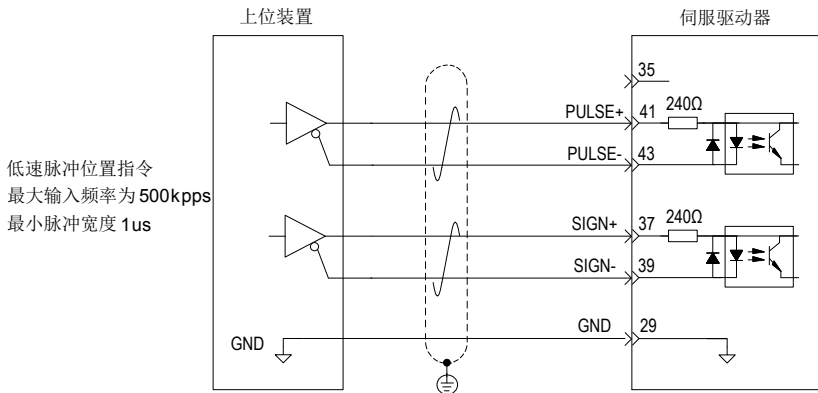 上位装置
伺服驱动器
35
PULSE+
41
240Ω
PULSE-
43
低速脉冲位置指令
最大输入频率为500kpps
最小脉冲宽度1us
SIGN+
37
240Ω
SIGN-
39
GND
GND
29